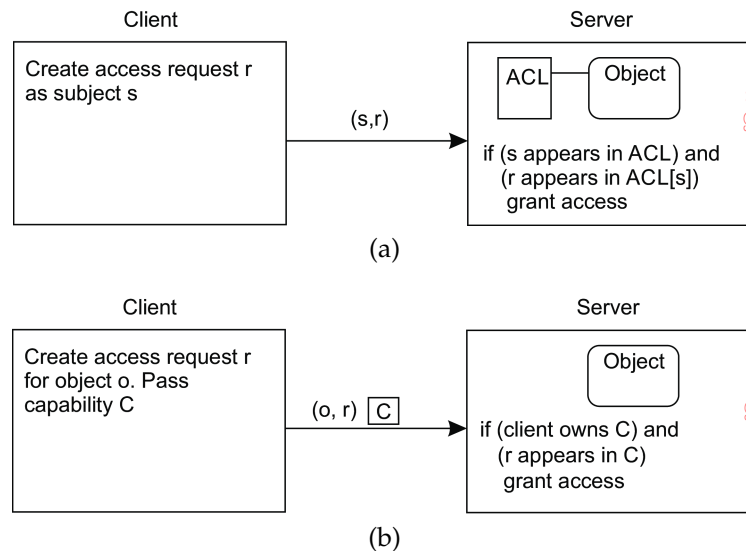 Client
Server
Create access request r
as subject s
(s,r)
ACL
Object
if (s appears in ACL) and
(r appears in ACL[s])
grant access
(a)
Client
Server
Create access request r
for object o. Pass
capability C
(o, r) C
Object
if (client owns C) and
(r appears in C)
grant access
(b)